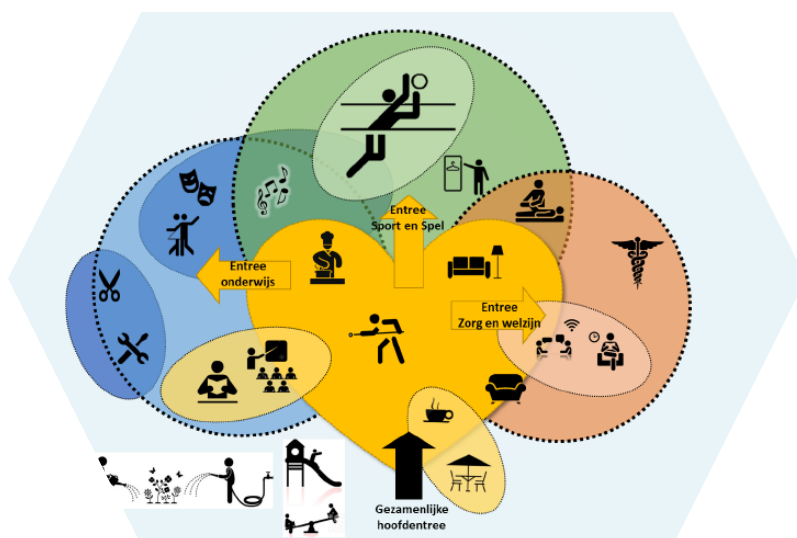 Entree
Sport en Spel
Entree
onderwijs
Entree
Zorg en welzijn
Gezamenlijke
hoofdentree